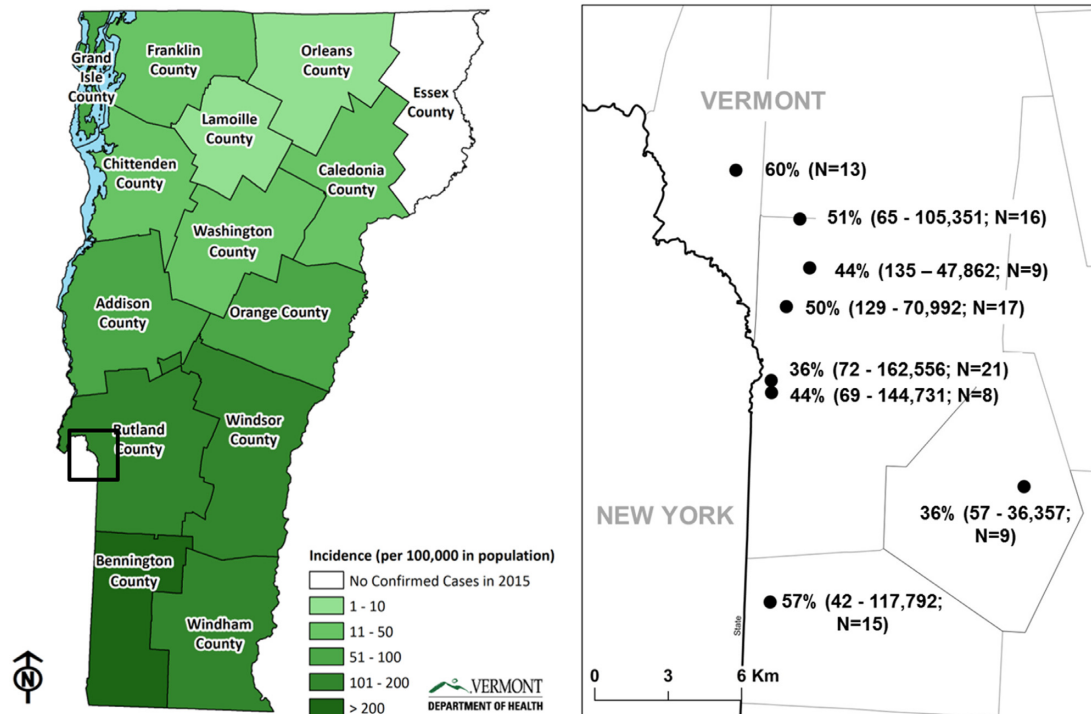 Grand
Isle
County
Franklin
County
Orleans
County
Essex
County
Lamoille
County
Chittenden
County
Caledonia
County
Washington
County
Addison
County
Orange County
Rutland
County
Windsor
County
Bennington
County
Windham
County
N
Incidence (per 100,000 in population)
No Confirmed Cases in 2015
1 - 10
11 - 50
51 - 100
101 - 200
> 200
VERMONT
DEPARTMENT OF HEALTH
VERMONT
60% (N=13)
51% (65 - 105,351; N=16)
44% (135 – 47,862; N=9)
50% (129 - 70,992; N=17)
36% (72 - 162,556; N=21)
44% (69 - 144,731; N=8)
NEW YORK
36% (57 - 36,357;
N=9)
57% (42 - 117,792;
N=15)
State
0 3 6 Km